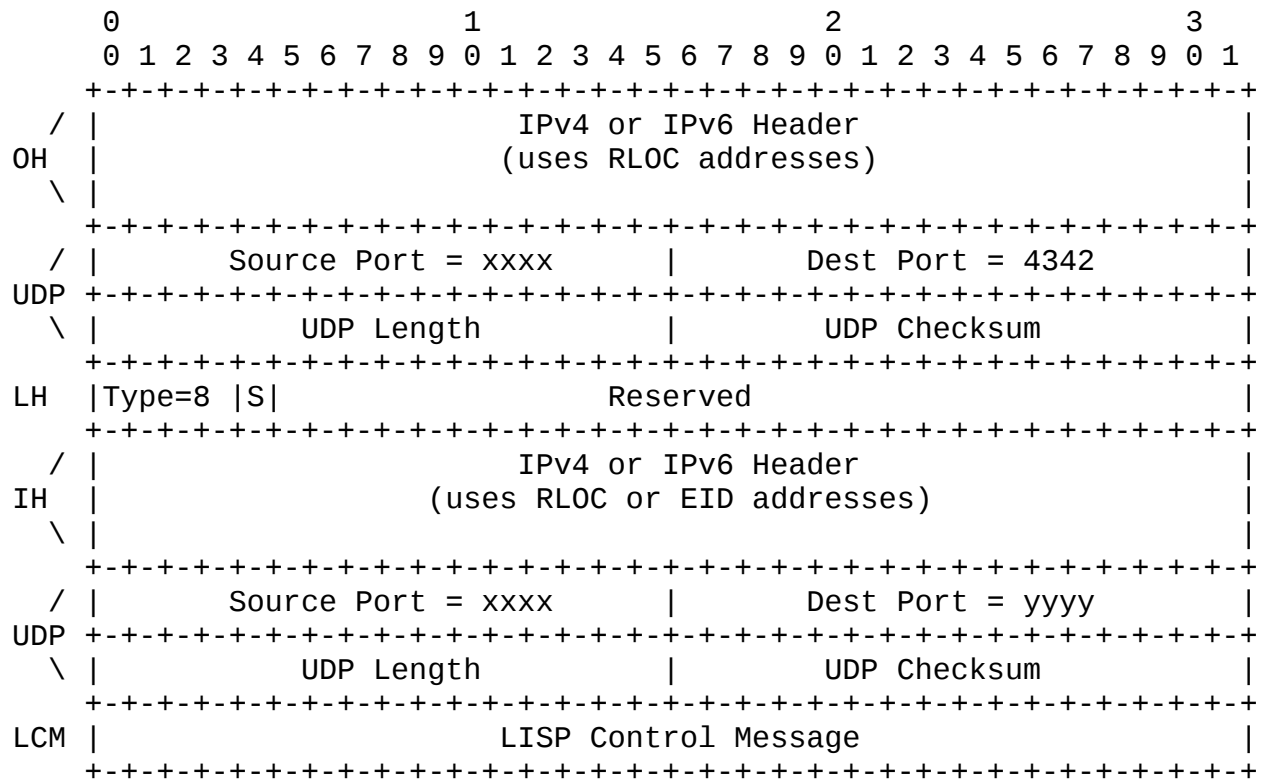 0                   1                   2                   3
 0 1 2 3 4 5 6 7 8 9 0 1 2 3 4 5 6 7 8 9 0 1 2 3 4 5 6 7 8 9 0 1
    +-+-+-+-+-+-+-+-+-+-+-+-+-+-+-+-+-+-+-+-+-+-+-+-+-+-+-+-+-+-+-+-+
  / |                       IPv4 or IPv6 Header                     |
OH  |                      (uses RLOC addresses)                    |
  \ |                                                               |
    +-+-+-+-+-+-+-+-+-+-+-+-+-+-+-+-+-+-+-+-+-+-+-+-+-+-+-+-+-+-+-+-+
  / |       Source Port = xxxx      |       Dest Port = 4342        |
UDP +-+-+-+-+-+-+-+-+-+-+-+-+-+-+-+-+-+-+-+-+-+-+-+-+-+-+-+-+-+-+-+-+
  \ |           UDP Length          |        UDP Checksum           |
    +-+-+-+-+-+-+-+-+-+-+-+-+-+-+-+-+-+-+-+-+-+-+-+-+-+-+-+-+-+-+-+-+
LH  |Type=8 |S|                  Reserved                           |
    +-+-+-+-+-+-+-+-+-+-+-+-+-+-+-+-+-+-+-+-+-+-+-+-+-+-+-+-+-+-+-+-+
  / |                       IPv4 or IPv6 Header                     |
IH  |                  (uses RLOC or EID addresses)                 |
  \ |                                                               |
    +-+-+-+-+-+-+-+-+-+-+-+-+-+-+-+-+-+-+-+-+-+-+-+-+-+-+-+-+-+-+-+-+
  / |       Source Port = xxxx      |       Dest Port = yyyy        |
UDP +-+-+-+-+-+-+-+-+-+-+-+-+-+-+-+-+-+-+-+-+-+-+-+-+-+-+-+-+-+-+-+-+
  \ |           UDP Length          |        UDP Checksum           |
    +-+-+-+-+-+-+-+-+-+-+-+-+-+-+-+-+-+-+-+-+-+-+-+-+-+-+-+-+-+-+-+-+
LCM |                      LISP Control Message                     |
    +-+-+-+-+-+-+-+-+-+-+-+-+-+-+-+-+-+-+-+-+-+-+-+-+-+-+-+-+-+-+-+-+